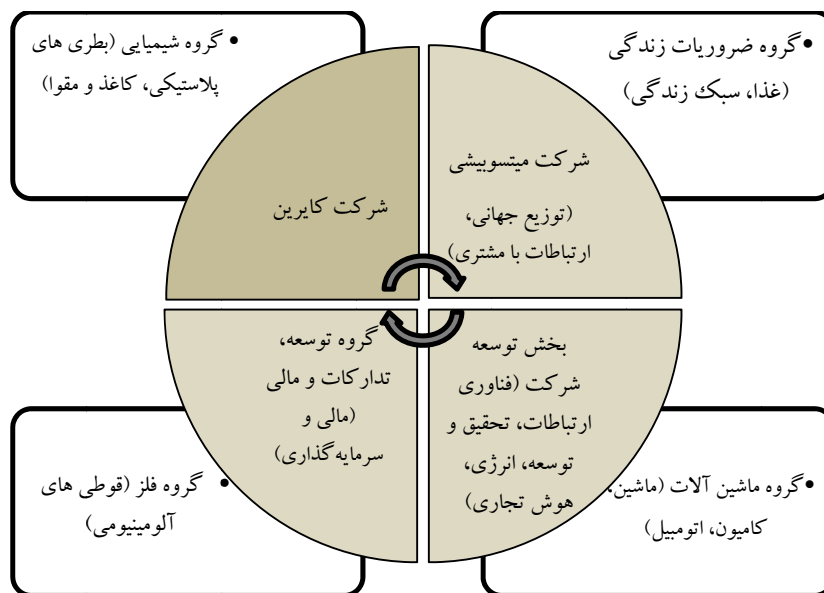 •گروه ضروریات زندگی
(غذا، سبک زندگی)
• گروه شیمیایی (بطری های
پلاستیکی، کاغذ و مقوا)
شرکت میتسوبیشی
(توزیع جهانی،
ارتباطات با مشتری)
شرکت کایرین
بخش توسعه
شرکت (فناوری
ارتباطات، تحقیق و
توسعه، انرژی،
هوش تجاری)
گروه توسعه،
تدارکات و مالی
(مالی و
سرمایه‌گذاری)
•گروه ماشین آلات (ماشین،
کامیون، اتومبیل)
• گروه فلز (قوطی های
آلومینیومی)